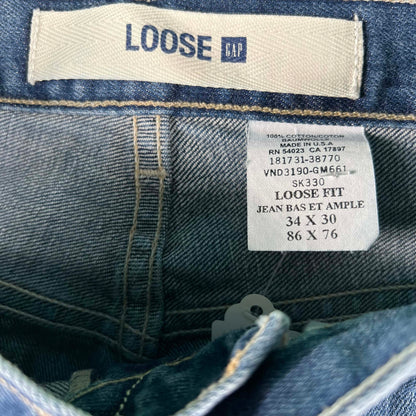 LOOSE GAP
100% COTTON/COTON
BAUMWOLLE
MADE IN U.S.A
RN 54023 CA 17897
181731-38770
VND3190-GM661
SK330
LOOSE FIT
JEAN BAS ET AMPLE
34 X 30
86 X 76